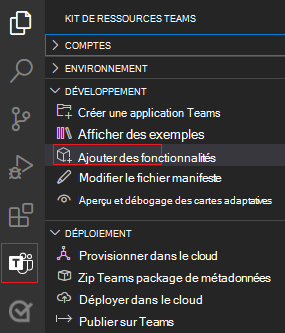 KIT DE RESSOURCES TEAMS
COMPTES
ENVIRONNEMENT
DÉVELOPPEMENT
Créer une application Teams
Afficher des exemples
Ajouter des fonctionnalités
Modifier le fichier manifeste
Aperçu et débogage des cartes adaptatives
DÉPLOIEMENT
Provisionner dans le cloud
Zip Teams package de métadonnées
Déployer dans le cloud
Publier sur Teams